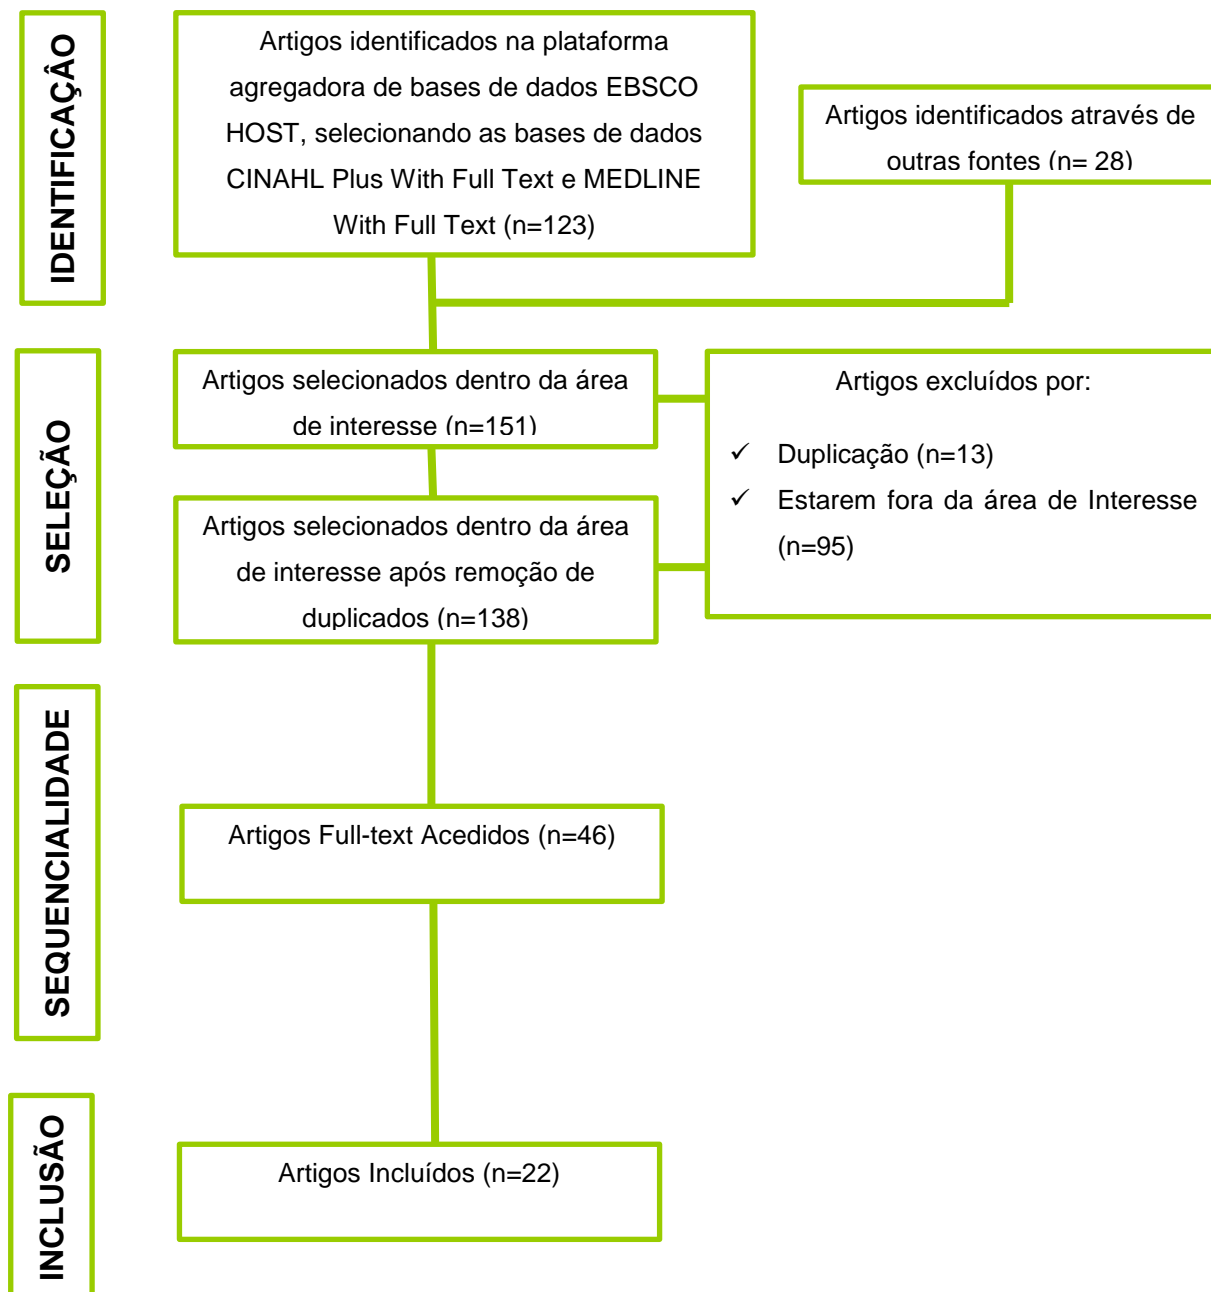 IDENTIFICAÇÂO
Artigos identificados na plataforma
agregadora de bases de dados EBSCO
HOST, selecionando as bases de dados
CINAHL Plus With Full Text e MEDLINE
With Full Text (n=123)
Artigos identificados através de
outras fontes (n= 28)
SELEÇÃO
Artigos selecionados dentro da área
de interesse (n=151)
Artigos selecionados dentro da área
de interesse após remoção de
duplicados (n=138)
Artigos excluídos por:
✓ Duplicação (n=13)
✓ Estarem fora da área de Interesse
(n=95)
SEQUENCIALIDADE
Artigos Full-text Acedidos (n=46)
INCLUSÃO
Artigos Incluídos (n=22)